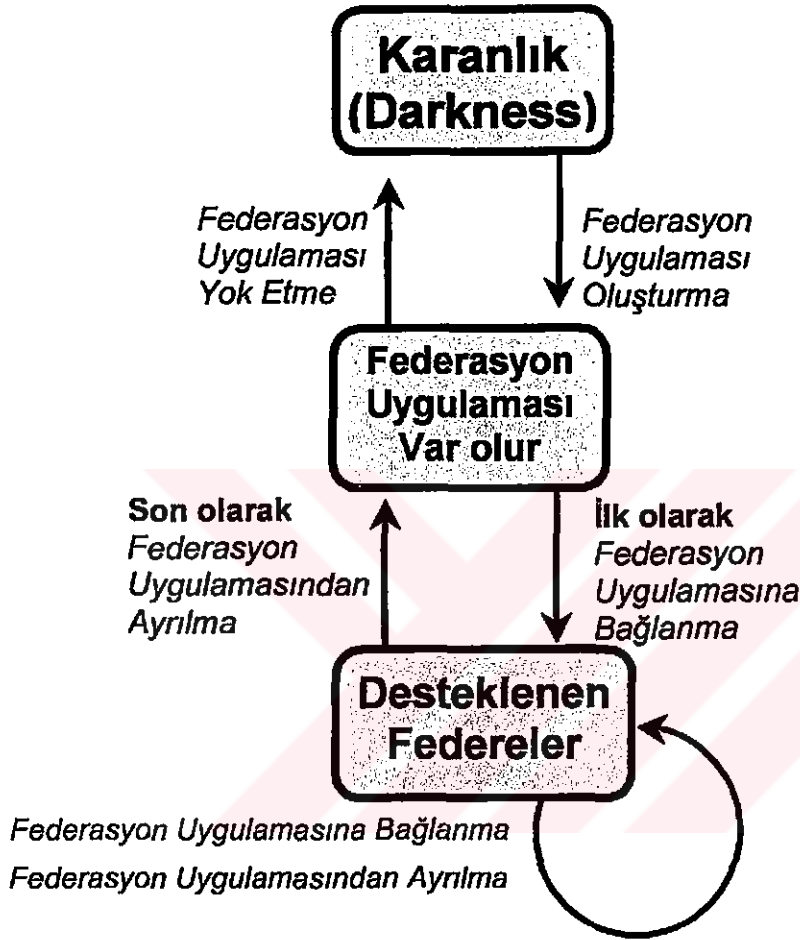 Karanlık
(Darkness)
Federasyon
Uygulaması
Yok Etme
Federasyon
Uygulaması
Oluşturma
Federasyon
Uygulaması
Var olur
Son olarak
Federasyon
Uygulamasından
Ayrılma
İlk olarak
Federasyon
Uygulamasına
Bağlanma
Desteklenen
Federeler
Federasyon Uygulamasına Bağlanma
Federasyon Uygulamasından Ayrılma